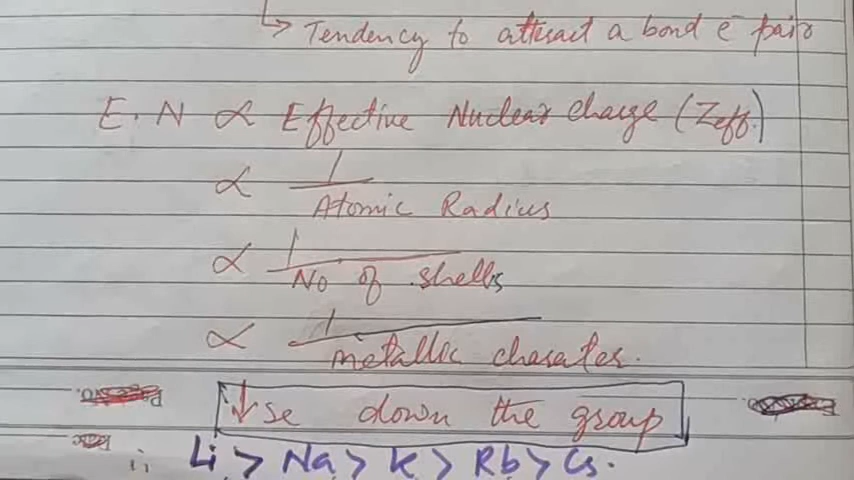 ↳ Tendency to attract a bond e⁻ pair
E.N ∝ Effective Nuclear charge (Zeff.)
∝ 1/Atomic Radius
∝ 1/No of shells
∝ 1/metallic charater.
↓se down the group
i; Li > Na > K > Rb > Cs.